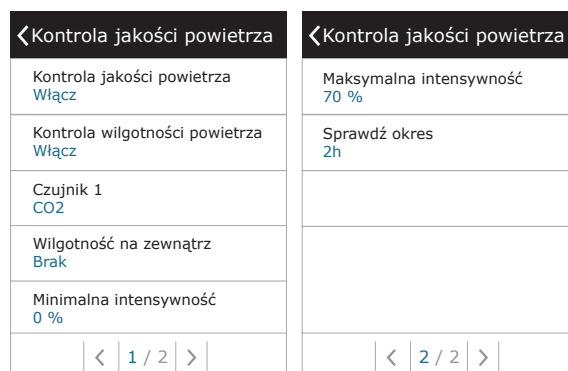 Kontrola jakości powietrza
Kontrola jakości powietrza
Włącz
Kontrola wilgotności powietrza
Włącz
Czujnik 1
CO2
Wilgotność na zewnątrz
Brak
Minimalna intensywność
0 %
1 / 2
Kontrola jakości powietrza
Maksymalna intensywność
70 %
Sprawdź okres
2h
2 / 2